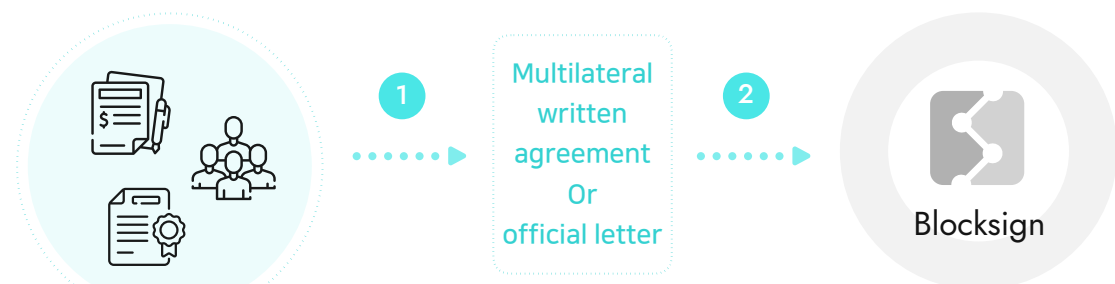 $
1
Multilateral
written
agreement
Or
official letter
2
Blocksign